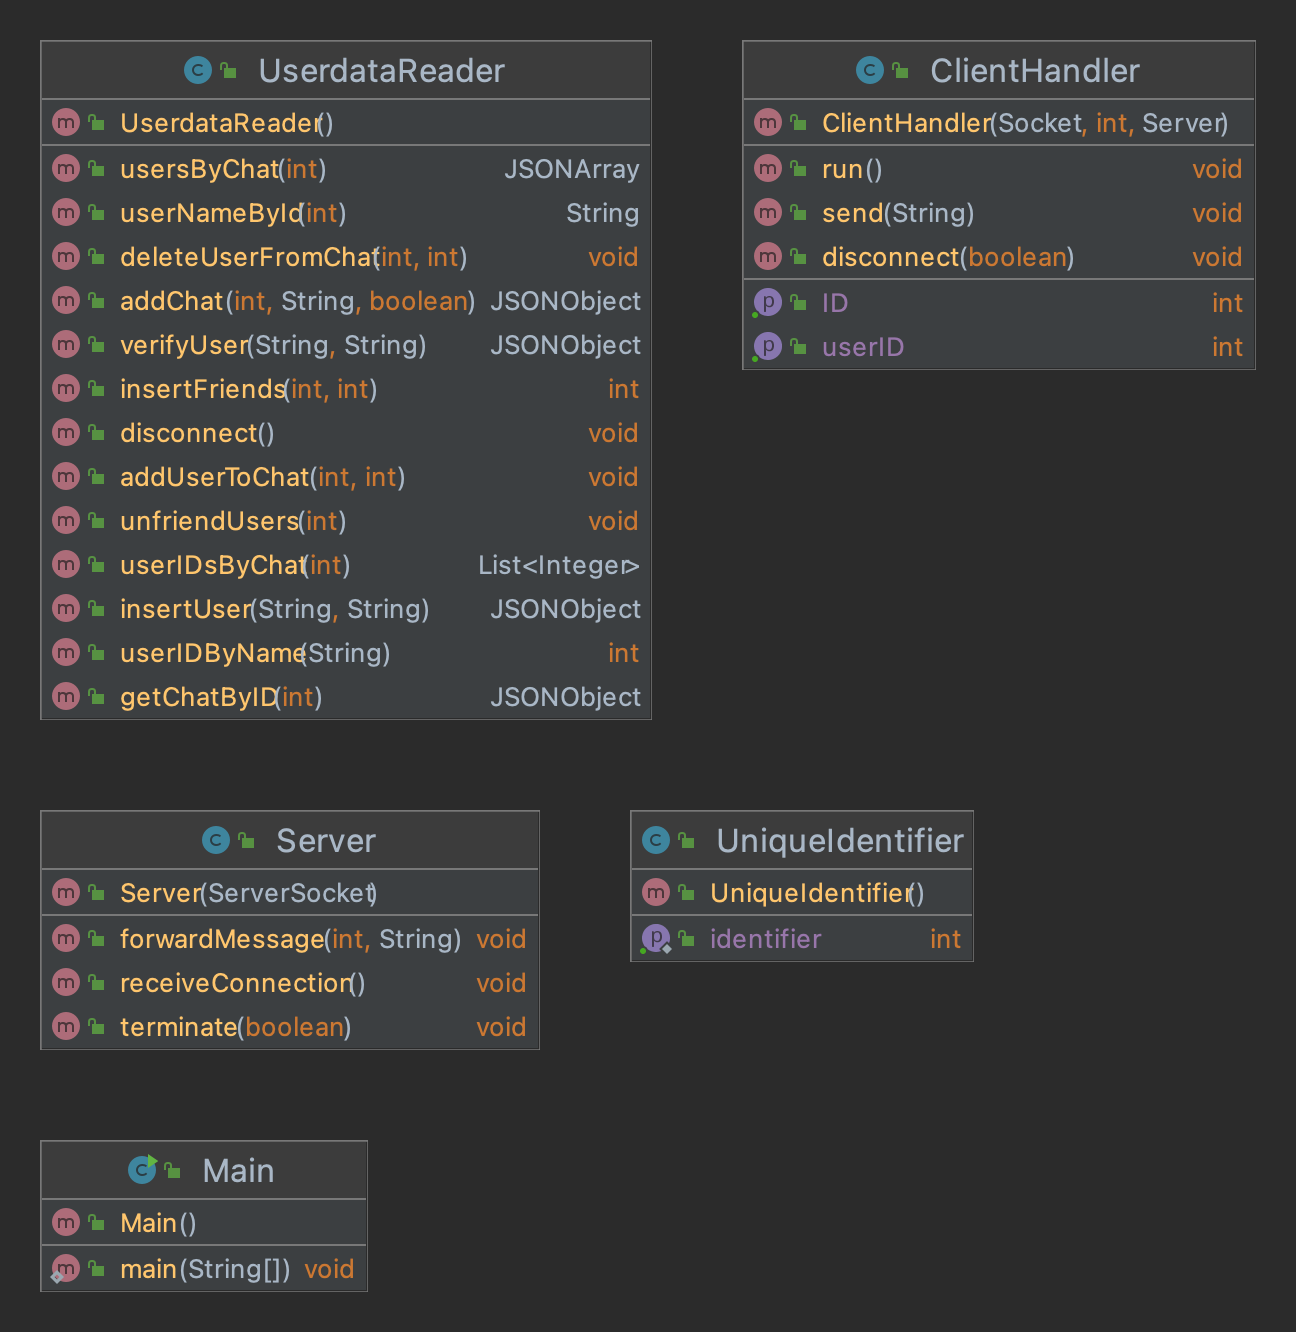 UserdataReader
UserdataReader()
usersByChat(int) JSONArray
userNameById(int) String
deleteUserFromChat(int, int) void
addChat(int, String, boolean) JSONObject
verifyUser(String, String) JSONObject
insertFriends(int, int) int
disconnect() void
addUserToChat(int, int) void
unfriendUsers(int) void
userIDsByChat(int) List<Integer>
insertUser(String, String) JSONObject
userIDByName(String) int
getChatByID(int) JSONObject
ClientHandler
ClientHandler(Socket, int, Server)
run() void
send(String) void
disconnect(boolean) void
ID int
userID int
Server
Server(ServerSocket)
forwardMessage(int, String) void
receiveConnection() void
terminate(boolean) void
UniqueIdentifier
UniqueIdentifier()
identifier int
Main
Main()
main(String[]) void